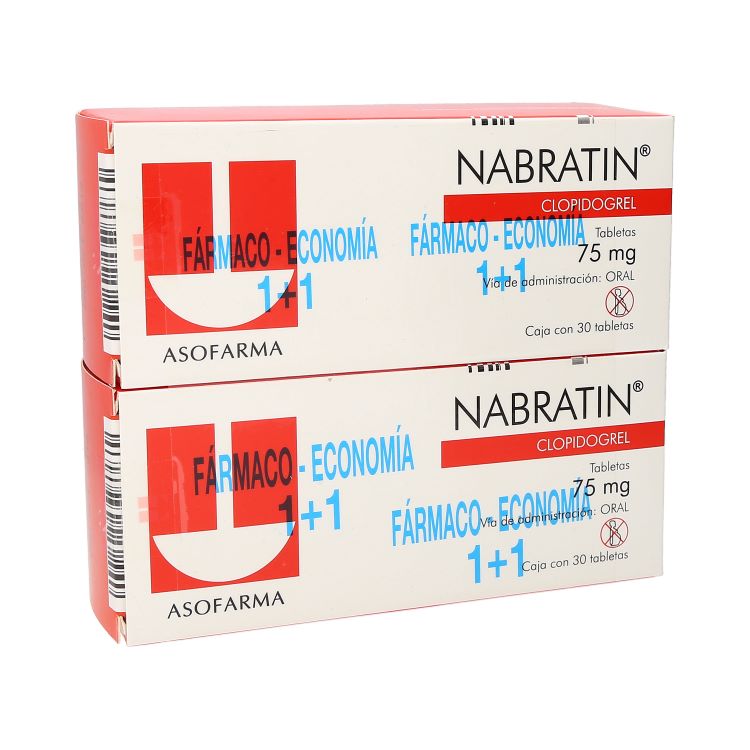 NABRATIN®
CLOPIDOGREL
Tabletas
75 mg
Vía de administración: ORAL
Caja con 30 tabletas
FÁRMACO - ECONOMÍA
1+1
FÁRMACO - ECONOMÍA
1+1
ASOFARMA
NABRATIN®
CLOPIDOGREL
Tabletas
75 mg
Vía de administración: ORAL
Caja con 30 tabletas
FÁRMACO - ECONOMÍA
1+1
FÁRMACO - ECONOMÍA
1+1
ASOFARMA